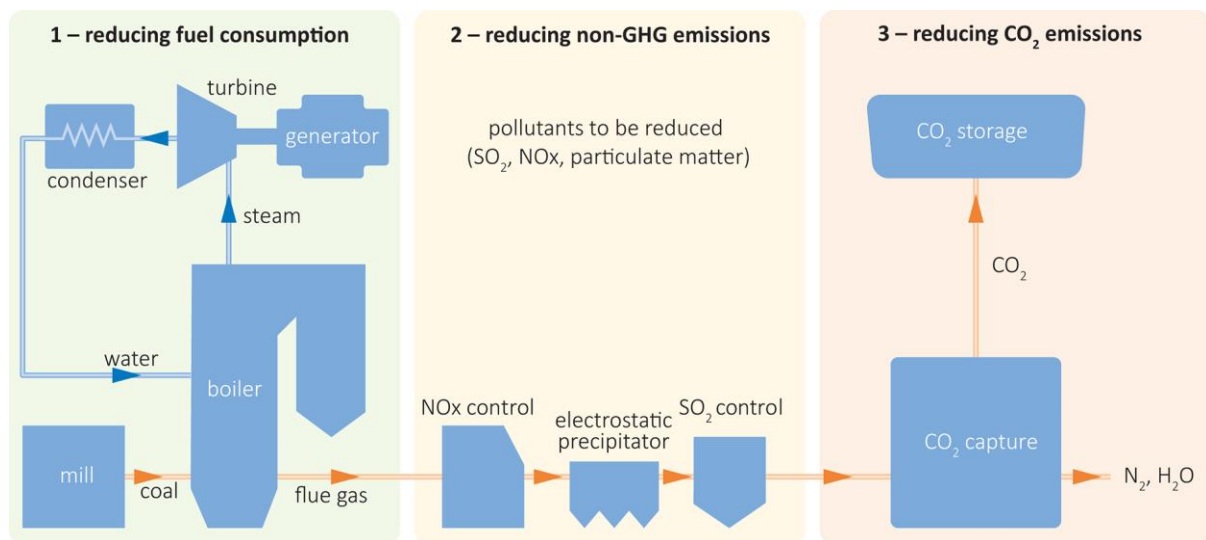 1 – reducing fuel consumption
turbine
generator
condenser
steam
water
boiler
mill
coal
flue gas
2 – reducing non-GHG emissions
pollutants to be reduced
(SO₂, NOx, particulate matter)
NOx control
electrostatic
precipitator
SO₂ control
3 – reducing CO₂ emissions
CO₂ storage
CO₂
CO₂ capture
N₂, H₂O